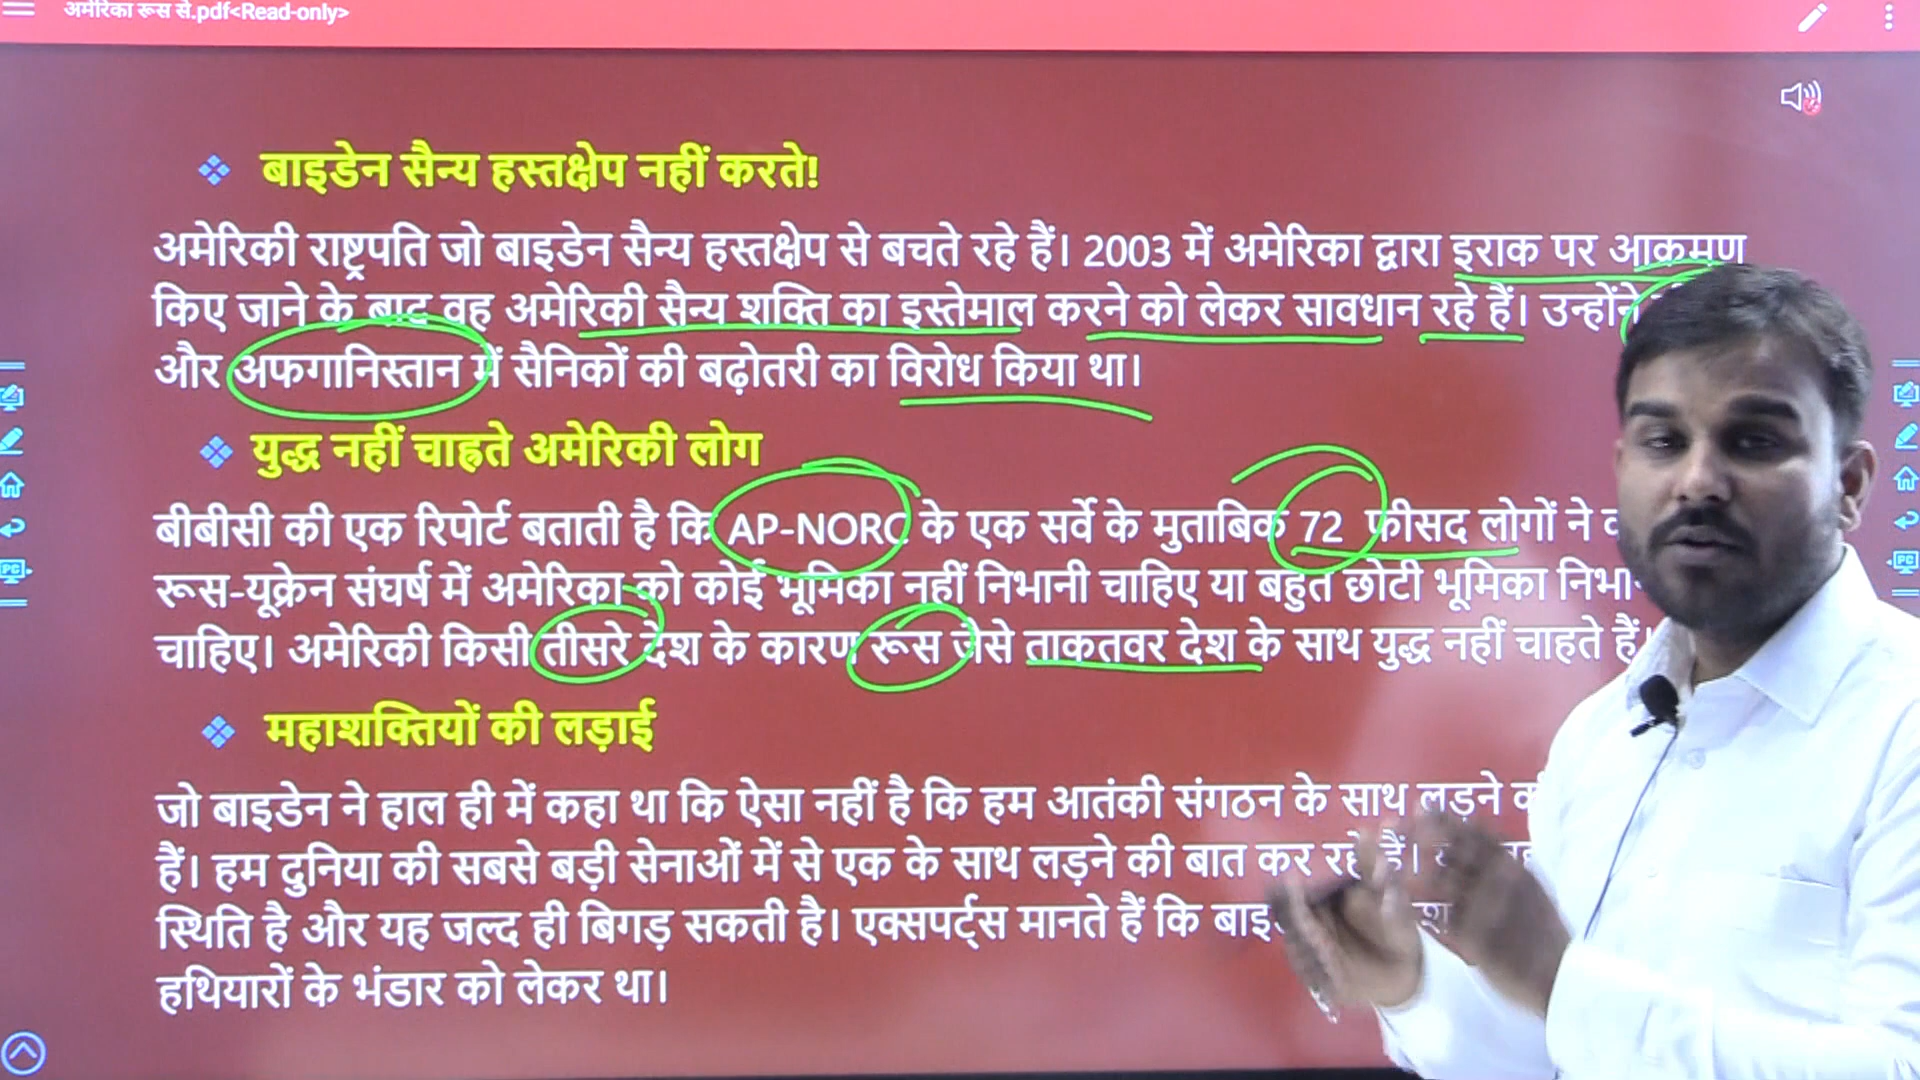 अमेरिका रूस से.pdf<Read-only>
बाइडेन सैन्य हस्तक्षेप नहीं करते!
अमेरिकी राष्ट्रपति जो बाइडेन सैन्य हस्तक्षेप से बचते रहे हैं। 2003 में अमेरिका द्वारा इराक पर आक्रमण
किए जाने के बाद वह अमेरिकी सैन्य शक्ति का इस्तेमाल करने को लेकर सावधान रहे हैं। उन्होंने
और अफगानिस्तान में सैनिकों की बढ़ोतरी का विरोध किया था।
युद्ध नहीं चाहते अमेरिकी लोग
बीबीसी की एक रिपोर्ट बताती है कि AP-NORC के एक सर्वे के मुताबिक 72 फीसद लोगों ने
रूस-यूक्रेन संघर्ष में अमेरिका को कोई भूमिका नहीं निभानी चाहिए या बहुत छोटी भूमिका
चाहिए। अमेरिकी किसी तीसरे देश के कारण रूस जैसे ताकतवर देश के साथ युद्ध नहीं चाहते हैं।
महाशक्तियों की लड़ाई
जो बाइडेन ने हाल ही में कहा था कि ऐसा नहीं है कि हम आतंकी संगठन के साथ लड़ने
हैं। हम दुनिया की सबसे बड़ी सेनाओं में से एक के साथ लड़ने की बात कर रहे हैं।
स्थिति है और यह जल्द ही बिगड़ सकती है। एक्सपर्ट्स मानते हैं कि
हथियारों के भंडार को लेकर था।
PC
PC